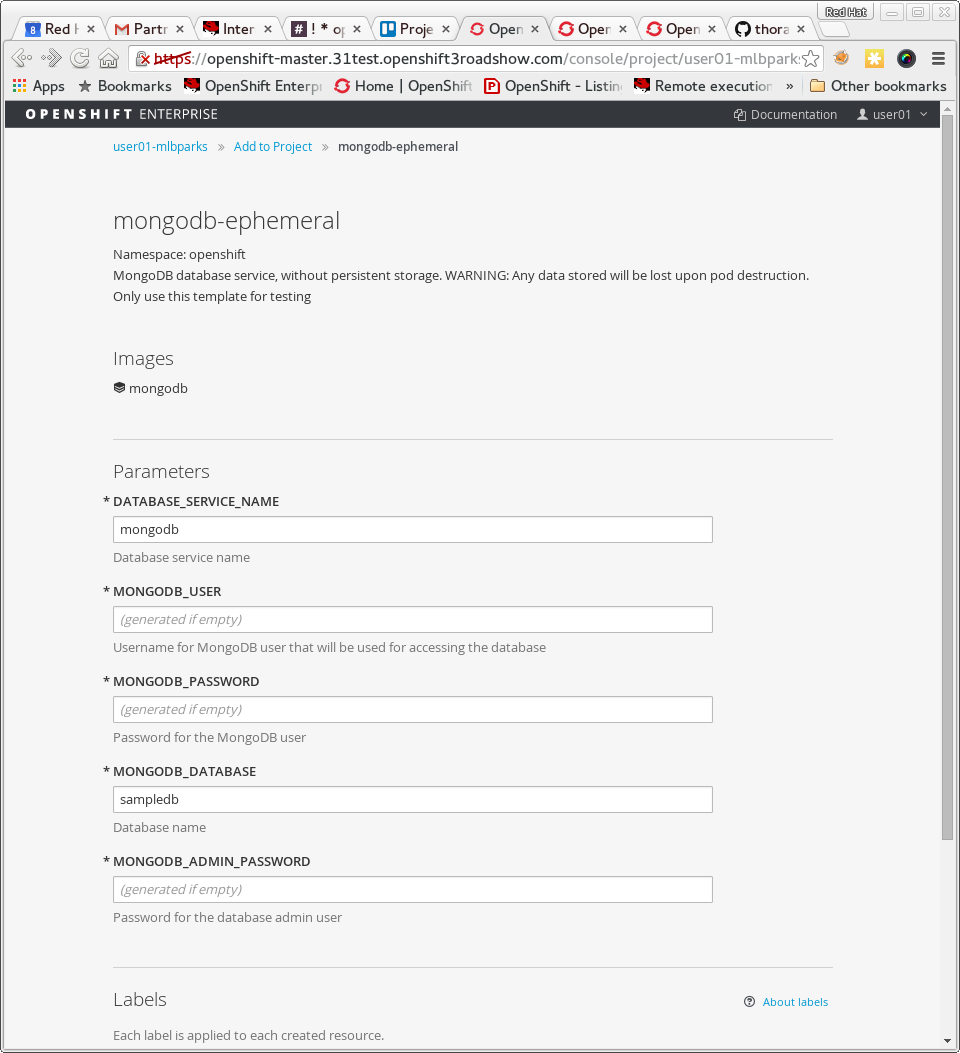 Red Hat
Red H
Partr
Inter
! * op
Proje
Open
Open
Open
thora
https://openshift-master.31test.openshift3roadshow.com/console/project/user01-mlbparks
Apps
Bookmarks
OpenShift Enterpr
Home | OpenShift
OpenShift - Listin
Remote execution
»
Other bookmarks
OPENSHIFT ENTERPRISE
Documentation
user01
user01-mlbparks » Add to Project » mongodb-ephemeral
mongodb-ephemeral
Namespace: openshift
MongoDB database service, without persistent storage. WARNING: Any data stored will be lost upon pod destruction.
Only use this template for testing
Images
mongodb
Parameters
* DATABASE_SERVICE_NAME
mongodb
Database service name
* MONGODB_USER
(generated if empty)
Username for MongoDB user that will be used for accessing the database
* MONGODB_PASSWORD
(generated if empty)
Password for the MongoDB user
* MONGODB_DATABASE
sampledb
Database name
* MONGODB_ADMIN_PASSWORD
(generated if empty)
Password for the database admin user
Labels
About labels
Each label is applied to each created resource.